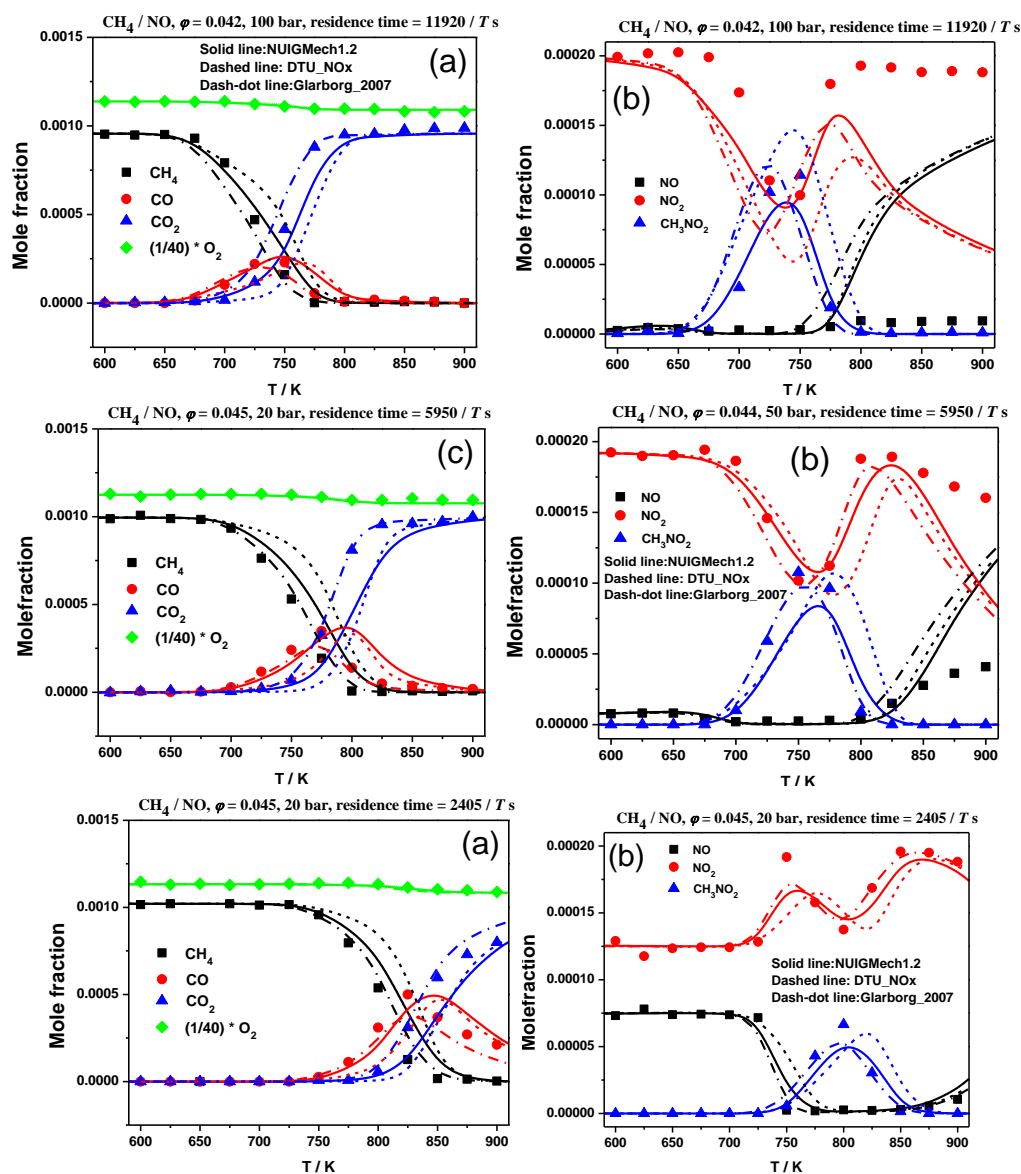 CH4 / NO, φ = 0.042, 100 bar, residence time = 11920 / T s
0.0015
0.0010
0.0005
0.0000
Mole fraction
Solid line:NUIGMech1.2
Dashed line: DTU_NOx
Dash-dot line:Glarborg_2007
(a)
CH4
CO
CO2
(1/40) * O2
600 650 700 750 800 850 900
T / K
CH4 / NO, φ = 0.042, 100 bar, residence time = 11920 / T s
0.00020
0.00015
0.00010
0.00005
0.00000
Mole fraction
(b)
NO
NO2
CH3NO2
600 650 700 750 800 850 900
T / K
CH4 / NO, φ = 0.045, 20 bar, residence time = 5950 / T s
0.0015
0.0010
0.0005
0.0000
Molefraction
(c)
CH4
CO
CO2
(1/40) * O2
600 650 700 750 800 850 900
T / K
CH4 / NO, φ = 0.044, 50 bar, residence time = 5950 / T s
0.00020
0.00015
0.00010
0.00005
0.00000
Molefraction
(b)
NO
NO2
CH3NO2
Solid line:NUIGMech1.2
Dashed line: DTU_NOx
Dash-dot line:Glarborg_2007
600 650 700 750 800 850 900
T / K
CH4 / NO, φ = 0.045, 20 bar, residence time = 2405 / T s
0.0015
0.0010
0.0005
0.0000
Mole fraction
(a)
CH4
CO
CO2
(1/40) * O2
600 650 700 750 800 850 900
T / K
CH4 / NO, φ = 0.045, 20 bar, residence time = 2405 / T s
0.00020
0.00015
0.00010
0.00005
0.00000
Molefraction
NO
NO2
CH3NO2
(b)
Solid line:NUIGMech1.2
Dashed line: DTU_NOx
Dash-dot line:Glarborg_2007
600 650 700 750 800 850 900
T / K